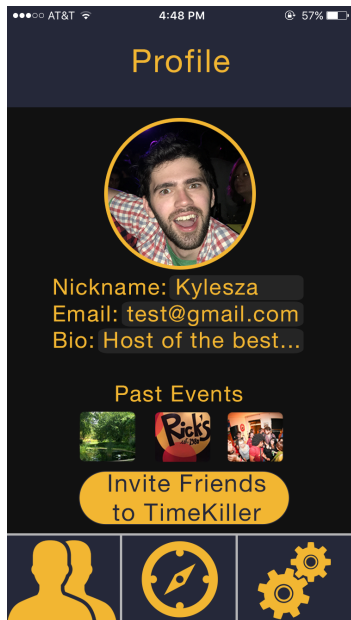 AT&T 4:48 PM 57%
Profile
Nickname: Kylesza
Email: test@gmail.com
Bio: Host of the best...
Past Events
Rick's
Invite Friends
to TimeKiller